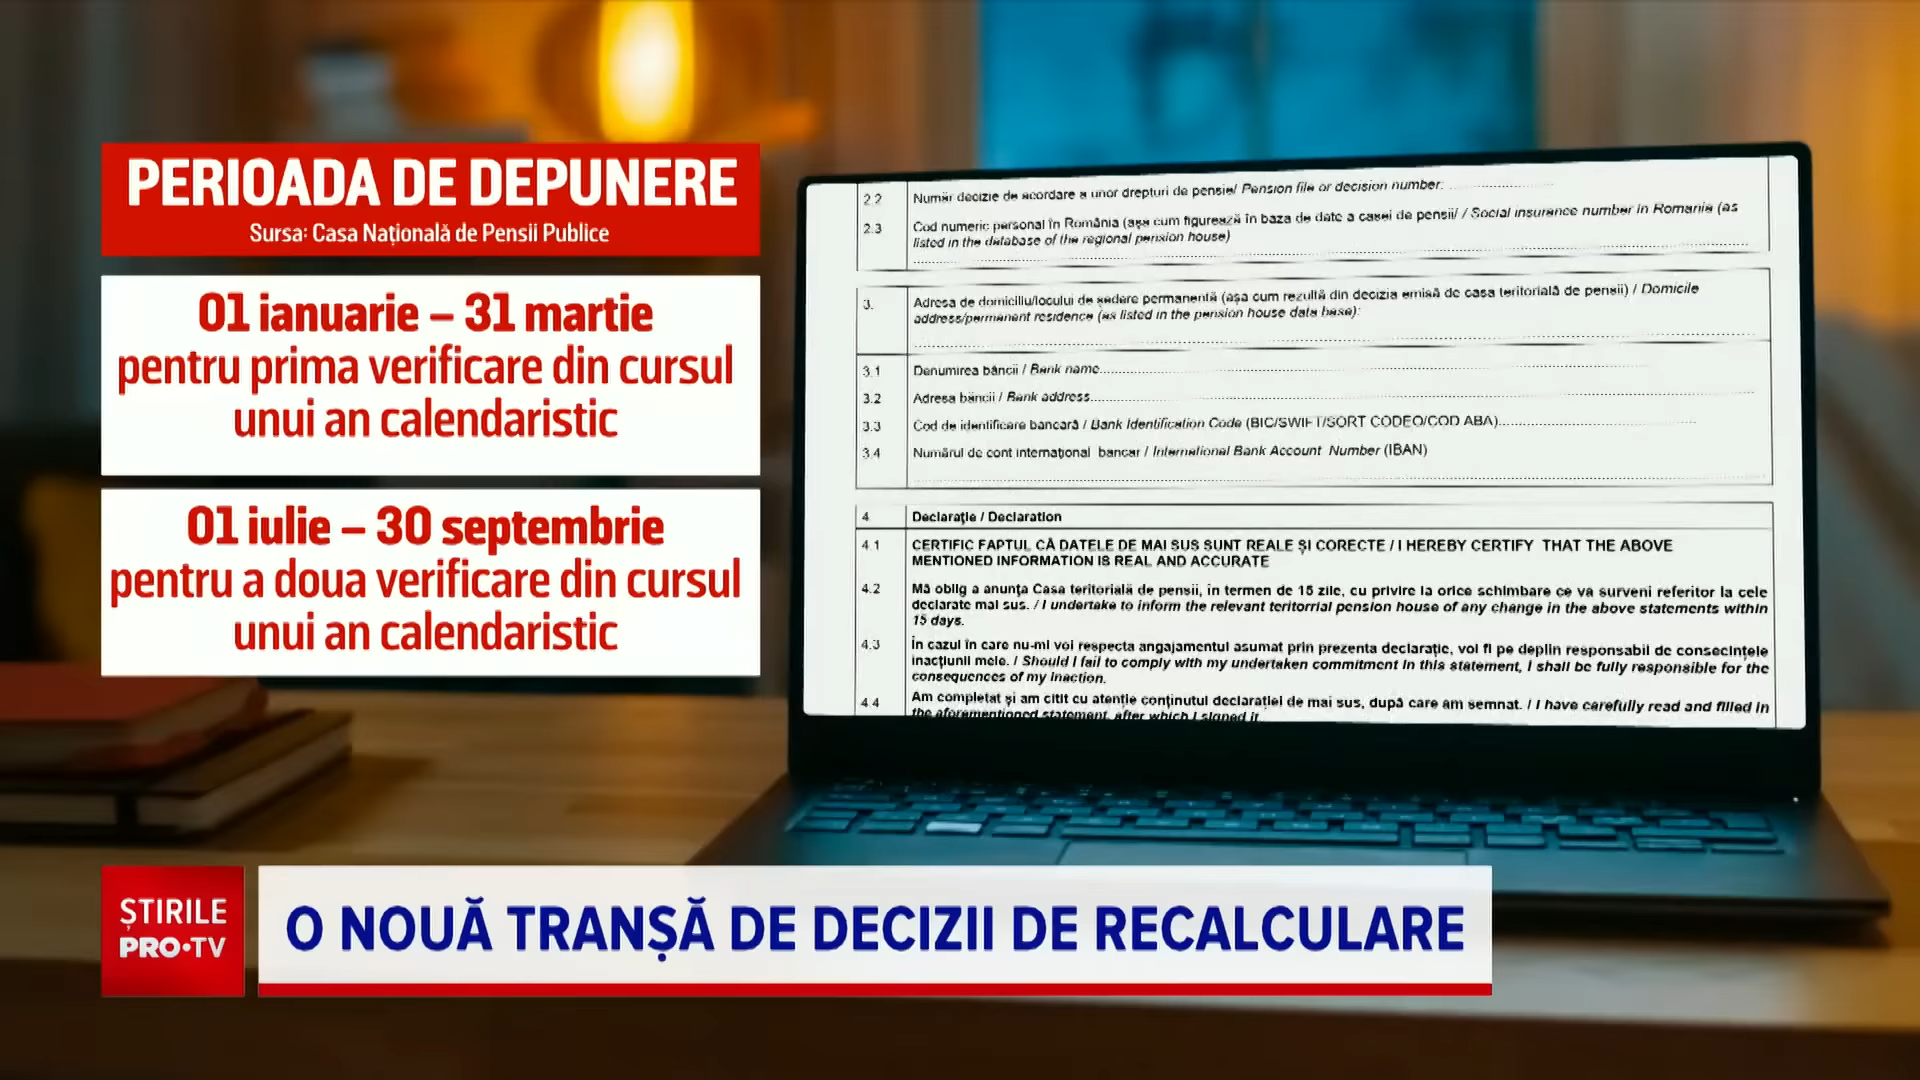 PERIOADA DE DEPUNERE
Sursa: Casa Națională de Pensii Publice
01 ianuarie – 31 martie
pentru prima verificare din cursul
unui an calendaristic
01 iulie – 30 septembrie
pentru a doua verificare din cursul
unui an calendaristic
2.2 Număr decizie de acordare a unor drepturi de pensie/ Pension file or decision number:
2.3 Cod numeric personal în România (așa cum figurează în baza de date a casei de pensii/ / Social insurance number in Romania (as
listed in the database of the regional pension house)
3. Adresa de domiciliu/locului de ședere permanentă (așa cum rezultă din decizia emisă de casa teritorială de pensii) / Domicile
address/permanent residence (as listed in the pension house data base):
3.1 Denumirea băncii / Bank name
3.2 Adresa băncii / Bank address
3.3 Cod de identificare bancară / Bank Identification Code (BIC/SWIFT/SORT CODEO/COD ABA)
3.4 Numărul de cont internațional bancar / International Bank Account Number (IBAN)
4 Declarație / Declaration
4.1 CERTIFIC FAPTUL CĂ DATELE DE MAI SUS SUNT REALE ȘI CORECTE / I HEREBY CERTIFY THAT THE ABOVE
MENTIONED INFORMATION IS REAL AND ACCURATE
4.2 Mă oblig a anunța Casa teritorială de pensii, în termen de 15 zile, cu privire la orice schimbare ce va surveni referitor la cele
declarate mai sus. / I undertake to inform the relevant teritorrial pension house of any change in the above statements within
15 days.
4.3 În cazul în care nu-mi voi respecta angajamentul asumat prin prezenta declarație, voi fi pe deplin responsabil de consecințele
inacțiunii mele. / Should I fail to comply with my undertaken commitment in this statement, I shall be fully responsible for the
consequences of my inaction.
4.4 Am completat și am citit cu atenție conținutul declarației de mai sus, după care am semnat. / I have carefully read and filled in
the aforementioned statement, after which I signed it
ȘTIRILE
PRO•TV
O NOUĂ TRANȘĂ DE DECIZII DE RECALCULARE